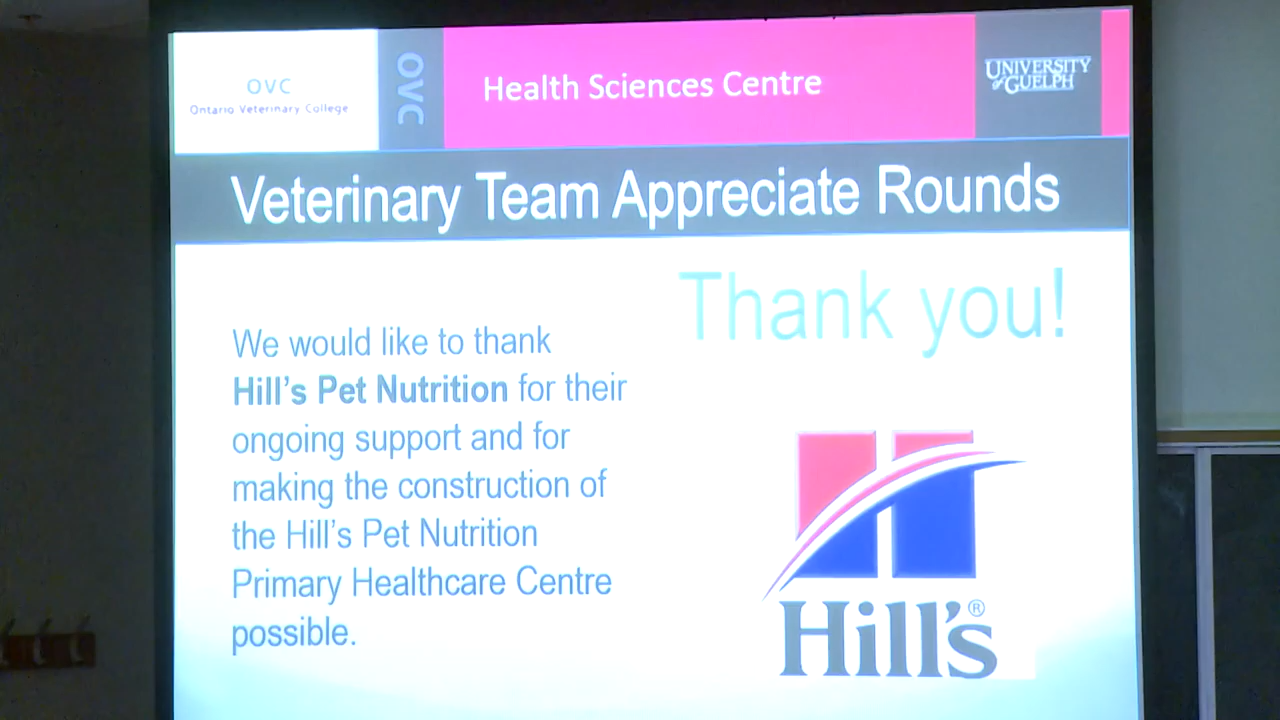 OVC
Ontario Veterinary College
OVC
Health Sciences Centre
UNIVERSITY
of GUELPH
Veterinary Team Appreciate Rounds
Thank you!
We would like to thank
Hill's Pet Nutrition for their
ongoing support and for
making the construction of
the Hill's Pet Nutrition
Primary Healthcare Centre
possible.
Hill's®